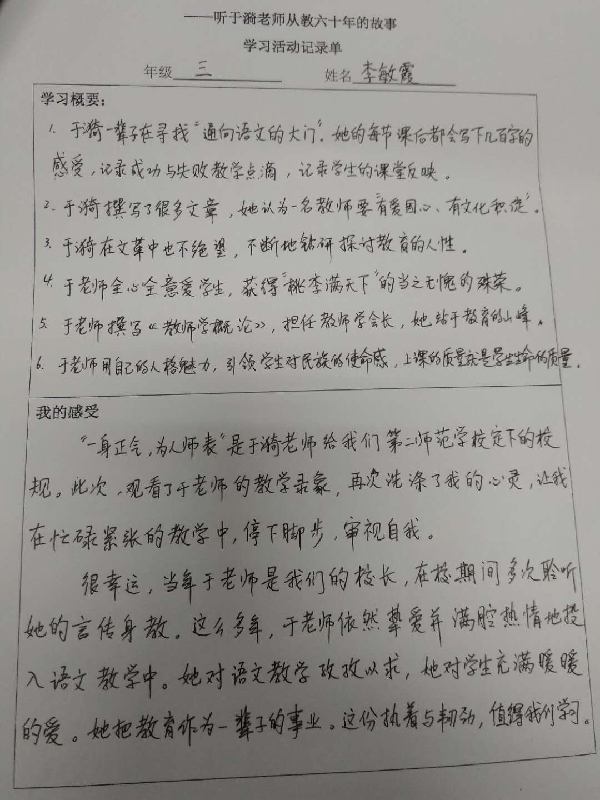 ——听于漪老师从教六十年的故事
学习活动记录单
年级 三 姓名 李敏霞
学习概要：
1. 于漪一辈子在寻找“通向语文的大门”。她的每节课后都会写下几百字的
感受，记录成功与失败教学点滴，记录学生的课堂反映。
2. 于漪撰写了很多文章，她认为一名教师要“有爱国心、有文化积淀”。
3. 于漪在文革中也不绝望，不断地钻研探讨教育的人性。
4. 于老师全心全意爱学生，获得“桃李满天下”的当之无愧的殊荣。
5. 于老师撰写《教师学概论》，担任教师学会长，她站于教育的山峰。
6. 于老师用自己的人格魅力，引领学生对民族的使命感，上课的质量就是学生生命的质量。
我的感受
“一身正气，为人师表”是于漪老师给我们第二师范学校定下的校
规。此次，观看了于老师的教学录象，再次洗涤了我的心灵，让我
在忙碌紧张的教学中，停下脚步，审视自我。
很幸运，当年于老师是我们的校长，在校期间多次聆听
她的言传身教。这么多年，于老师依然挚爱并满腔热情地投
入语文教学中。她对语文教学孜孜以求，她对学生充满暖暖
的爱。她把教育作为一辈子的事业。这份执着与韧劲，值得我们学习。